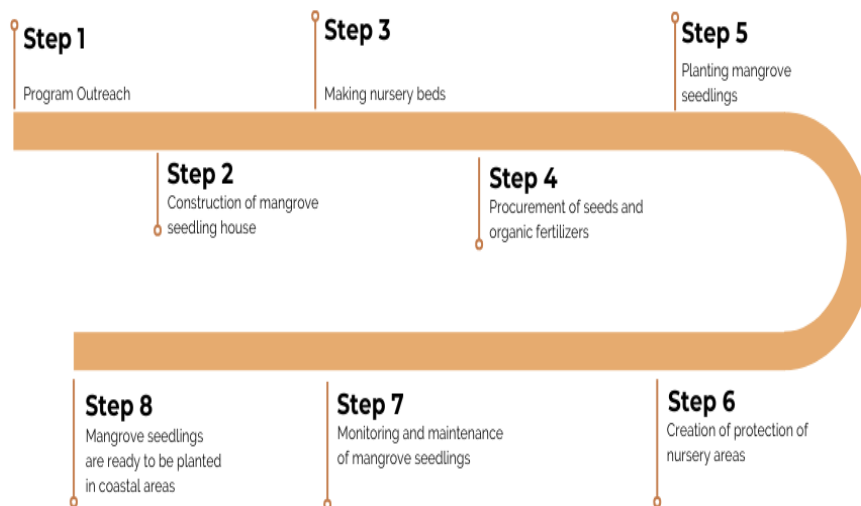 Step 1
Program Outreach
Step 2
Construction of mangrove
seedling house
Step 3
Making nursery beds
Step 4
Procurement of seeds and
organic fertilizers
Step 5
Planting mangrove
seedlings
Step 6
Creation of protection of
nursery areas
Step 7
Monitoring and maintenance
of mangrove seedlings
Step 8
Mangrove seedlings
are ready to be planted
in coastal areas